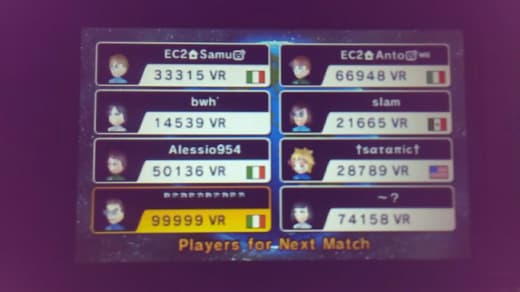 EC2 Samu
33315 VR
EC2 Anto
66948 VR
bwh'
14539 VR
slam
21665 VR
Alessio954
50136 VR
†sαταπic†
28789 VR
99999 VR
~?
74158 VR
Players for Next Match